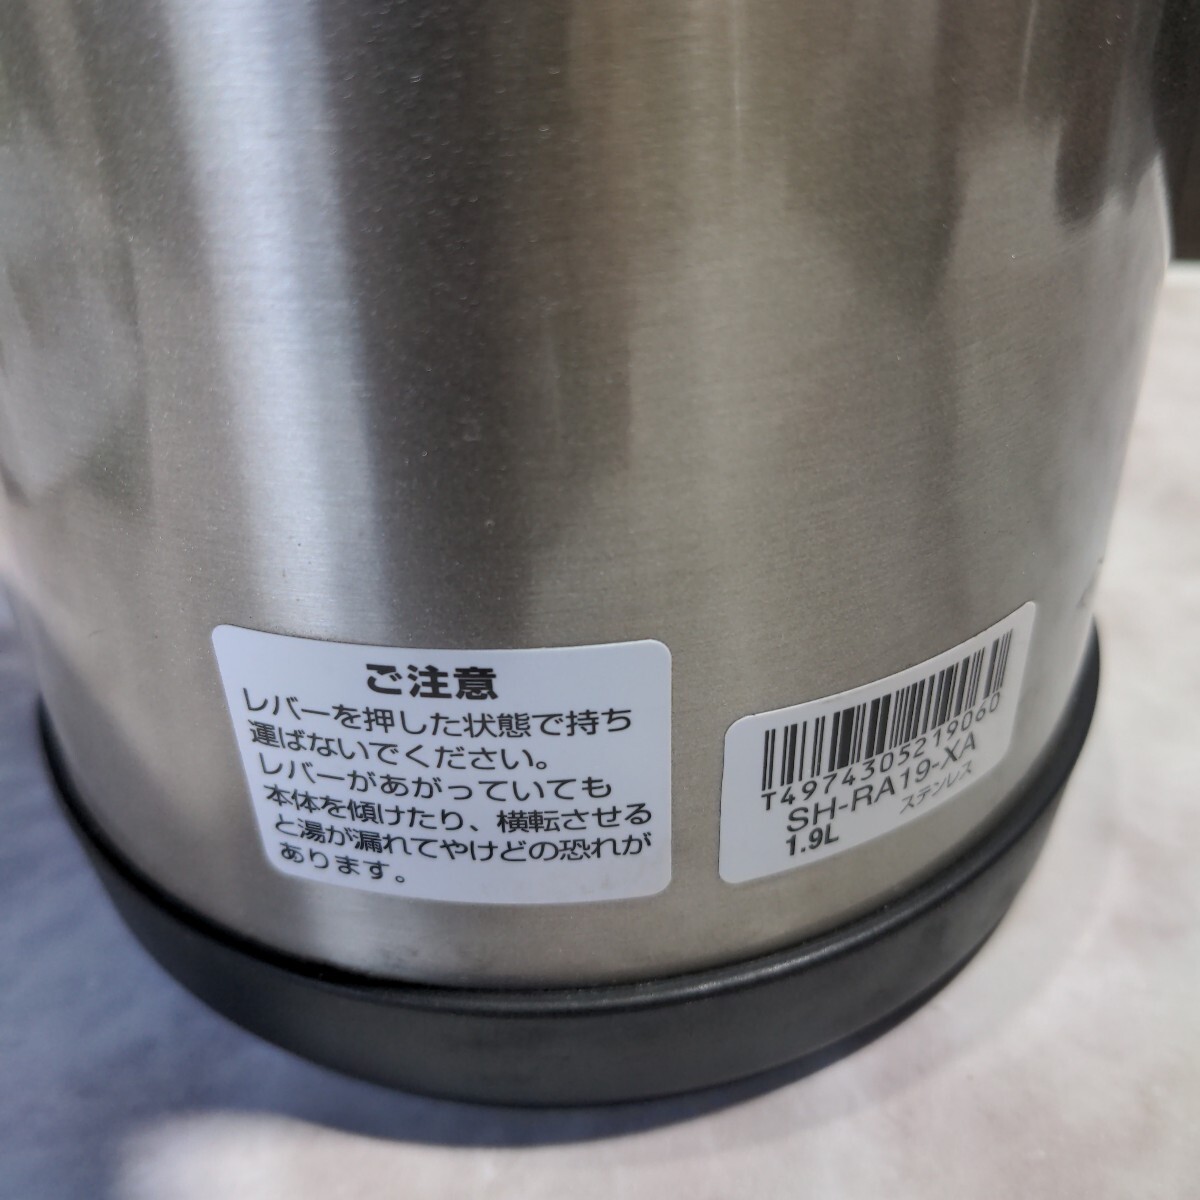 ご注意
レバーを押した状態で持ち
運ばないでください。
レバーがあがっていても
本体を傾けたり、横転させる
と湯が漏れてやけどの恐れが
あります。
T4974305219060
SH-RA19-XA
1.9L ステンレス